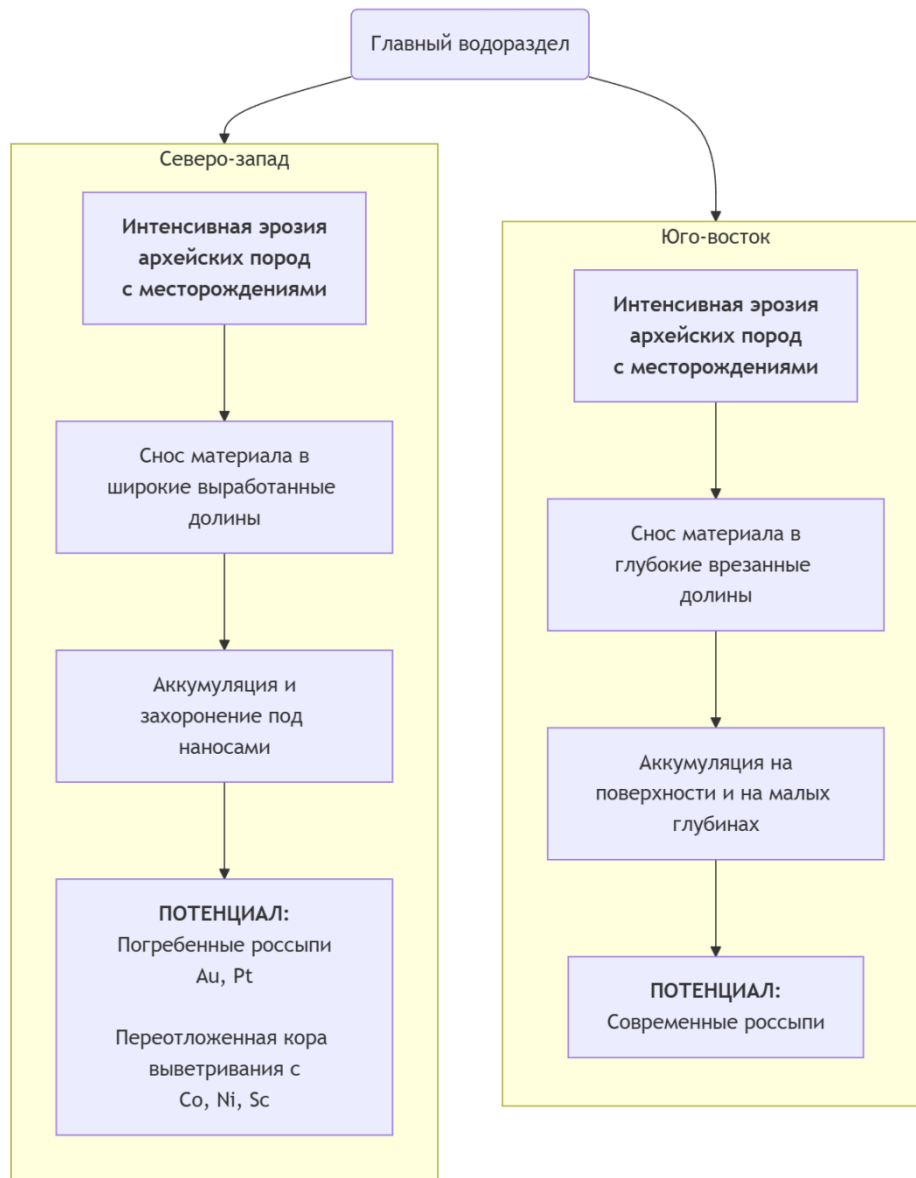 Главный водораздел
Северо-запад
Интенсивная эрозия
архейских пород
с месторождениями
Снос материала в
широкие выработанные
долины
Аккумуляция и
захоронение под
наносами
ПОТЕНЦИАЛ:
Погребенные россыпи
Au, Pt
Переотложенная кора
выветривания с
Co, Ni, Sc
Юго-восток
Интенсивная эрозия
архейских пород
с месторождениями
Снос материала в
глубокие врезанные
долины
Аккумуляция на
поверхности и на малых
глубинах
ПОТЕНЦИАЛ:
Современные россыпи